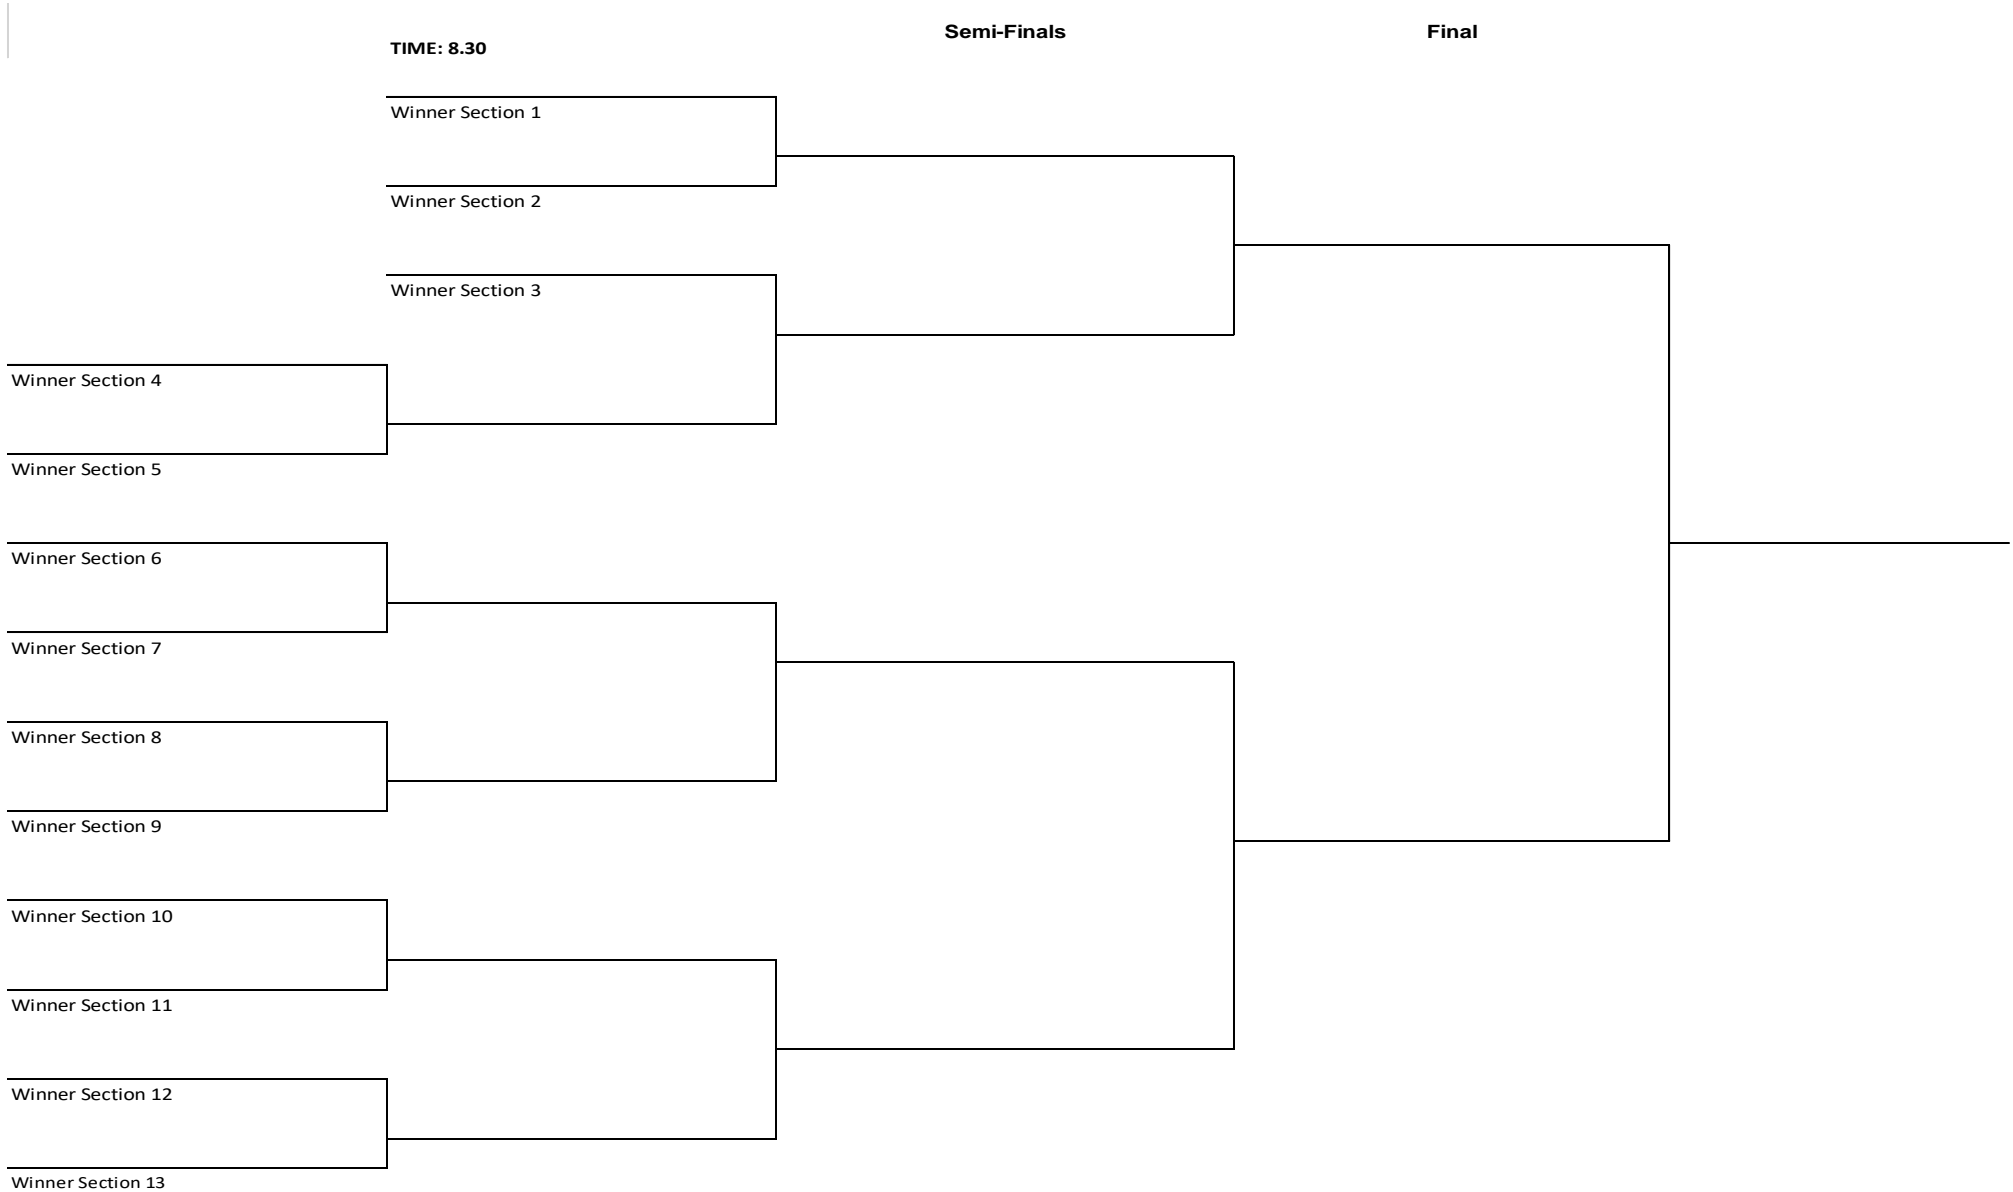 Semi-Finals
Final
TIME: 8.30
Winner Section 1
Winner Section 2
Winner Section 3
Winner Section 4
Winner Section 5
Winner Section 6
Winner Section 7
Winner Section 8
Winner Section 9
Winner Section 10
Winner Section 11
Winner Section 12
Winner Section 13